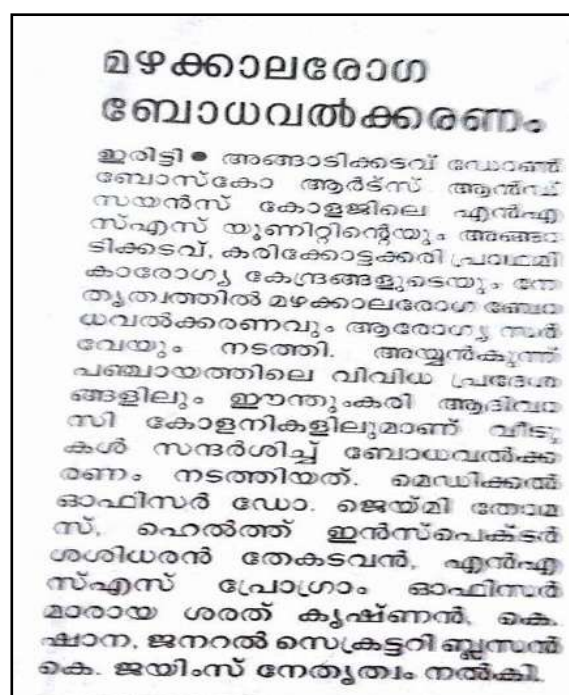 മഴക്കാലരോഗ
ബോധവൽക്കരണം
ഇരിട്ടി ● അങ്ങാടിക്കടവ് ഡോൺ
ബോസ്കോ ആർട്സ് ആൻഡ്
സയൻസ് കോളജിലെ എൻഎ
സ്എസ് യൂണിറ്റിന്റെയും അങ്ങാ
ടിക്കടവ്, കരിക്കോട്ടക്കരി പ്രാഥമി
കാരോഗ്യ കേന്ദ്രങ്ങളുടെയും നേ
തൃത്വത്തിൽ മഴക്കാലരോഗ ബോ
ധവൽക്കരണവും ആരോഗ്യ സർ
വേയും നടത്തി. അയ്യൻകുന്ന്
പഞ്ചായത്തിലെ വിവിധ പ്രദേശ
ങ്ങളിലും ഈന്തുംകരി ആദിവാ
സി കോളനികളിലുമാണ് വീടു
കൾ സന്ദർശിച്ച് ബോധവൽക്ക
രണം നടത്തിയത്. മെഡിക്കൽ
ഓഫിസർ ഡോ. ജെയ്മി തോമ
സ്, ഹെൽത്ത് ഇൻസ്പെക്ടർ
ശശിധരൻ തേകടവൻ, എൻഎ
സ്എസ് പ്രോഗ്രാം ഓഫിസർ
മാരായ ശരത് കൃഷ്ണൻ, കെ.
ഷാന, ജനറൽ സെക്രട്ടറി ബ്ലസൻ
കെ. ജയിംസ് നേതൃത്വം നൽകി.